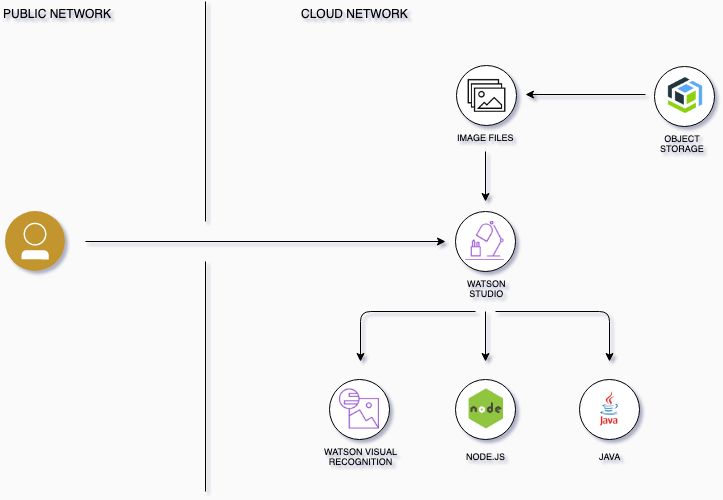 PUBLIC NETWORK
CLOUD NETWORK
IMAGE FILES
OBJECT
STORAGE
WATSON
STUDIO
WATSON VISUAL
RECOGNITION
node
NODE.JS
Java
JAVA